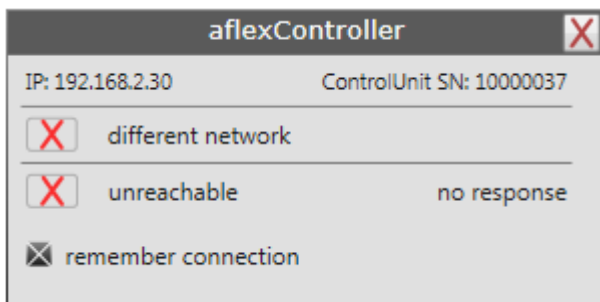 aflexController
IP: 192.168.2.30 ControlUnit SN: 10000037
different network
unreachable no response
remember connection